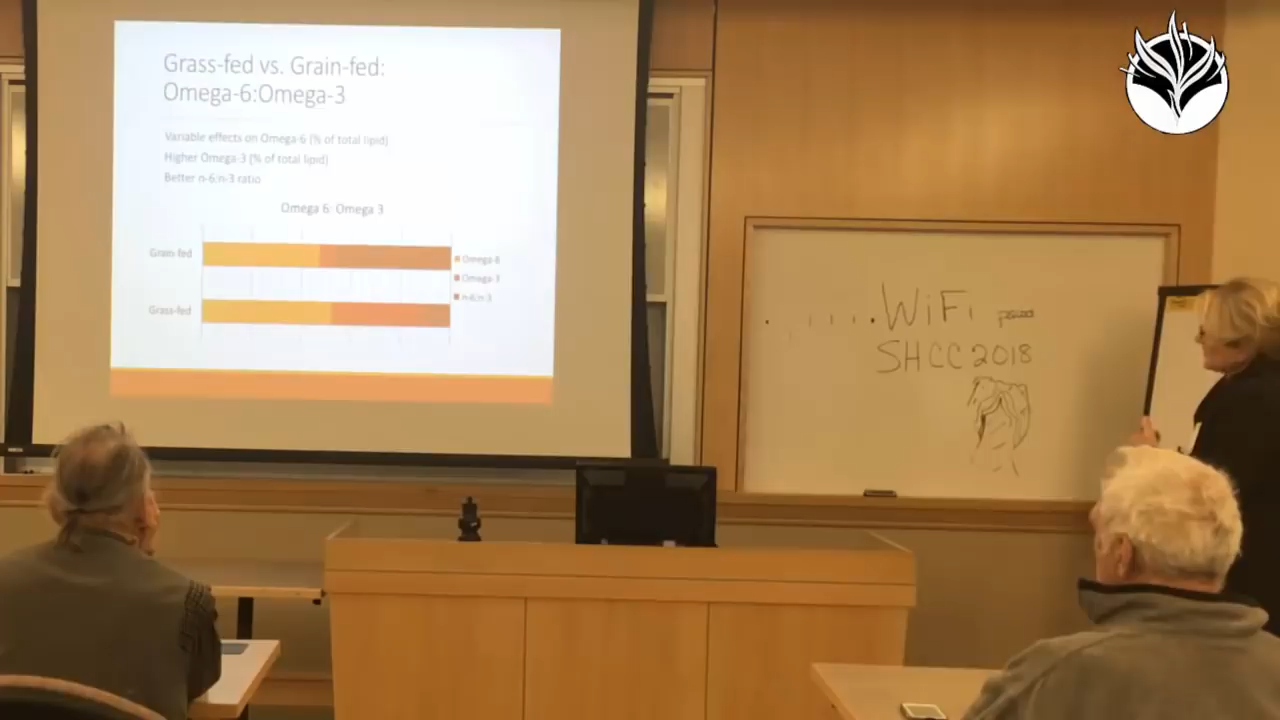 Grass-fed vs. Grain-fed:
Omega-6:Omega-3
Variable effects on Omega-6 (% of total lipid)
Higher Omega-3 (% of total lipid)
Better n-6:n-3 ratio
Omega 6: Omega 3
Grain-fed
Grass-fed
Omega-6
Omega-3
n-6:n-3
WiFi
SHCC2018